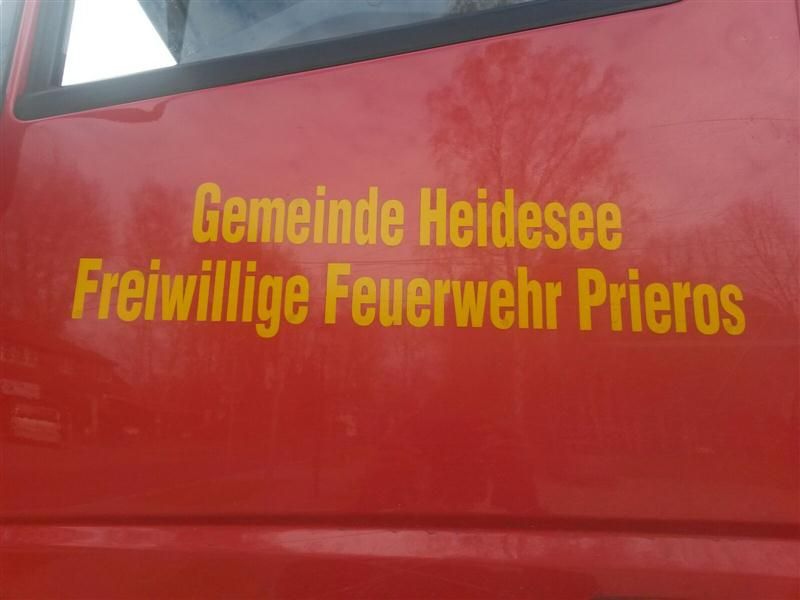 Gemeinde Heidesee
Freiwillige Feuerwehr Prieros